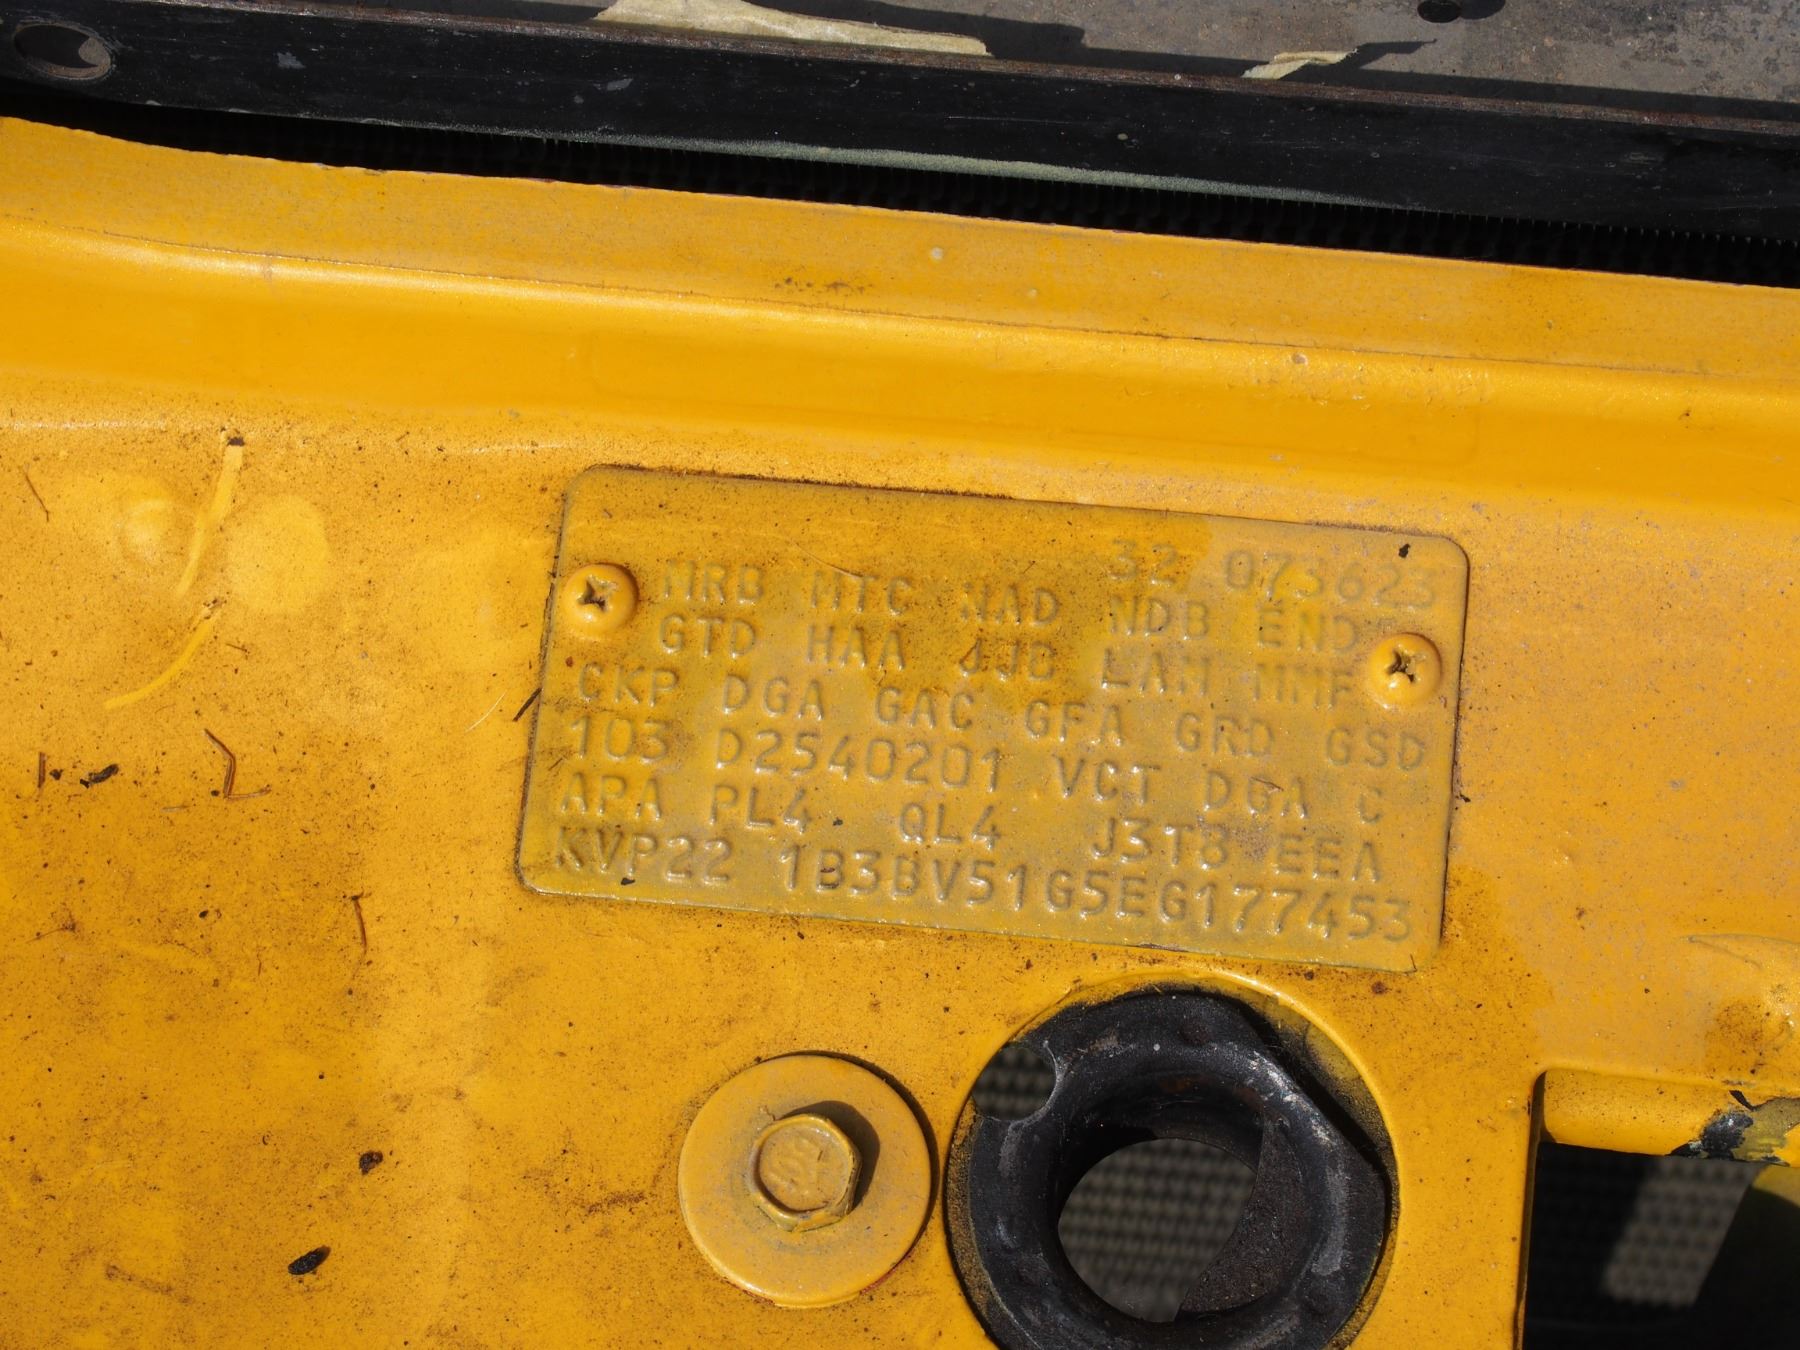 32 073623
MRB MTC NAD NDB END
GTD HAA JJB LAM MMF
CKP DGA GAC GFA GRD GSD
103 D2540201 VCT DGA C
APA PL4 QL4 J3T8 EEA
KVP22 1B3BV51G5EG177453